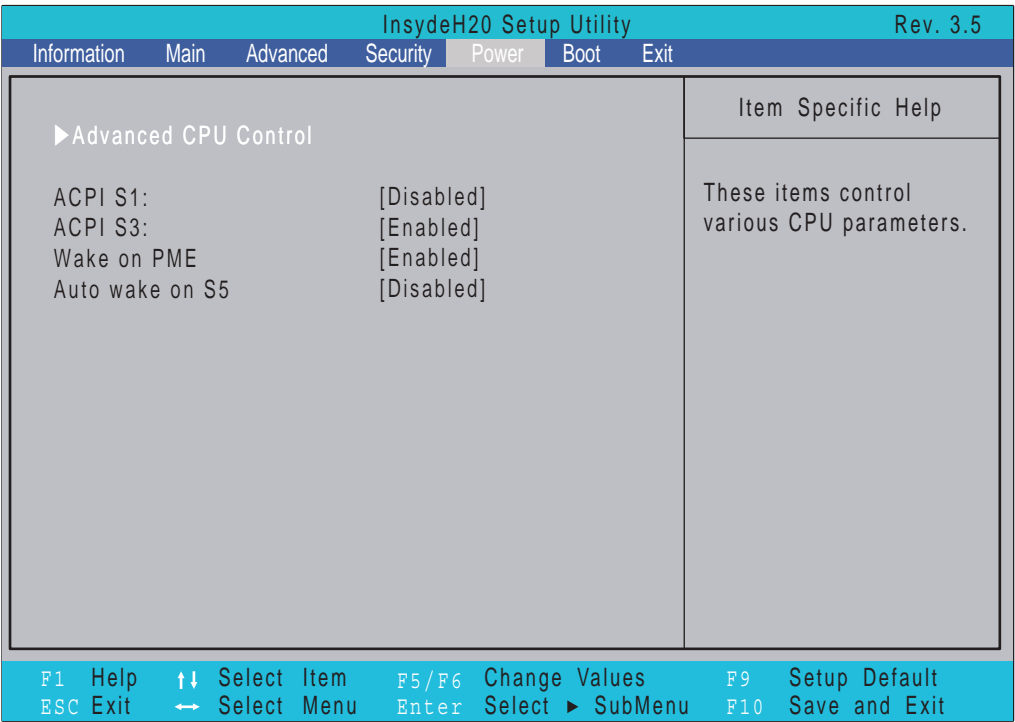 InsydeH20 Setup Utility Rev. 3.5
Information Main Advanced Security Power Boot Exit
▶Advanced CPU Control
ACPI S1: [Disabled]
ACPI S3: [Enabled]
Wake on PME [Enabled]
Auto wake on S5 [Disabled]
Item Specific Help
These items control
various CPU parameters.
F1 Help ↑↓ Select Item F5/F6 Change Values F9 Setup Default
ESC Exit ↔ Select Menu Enter Select ▶ SubMenu F10 Save and Exit